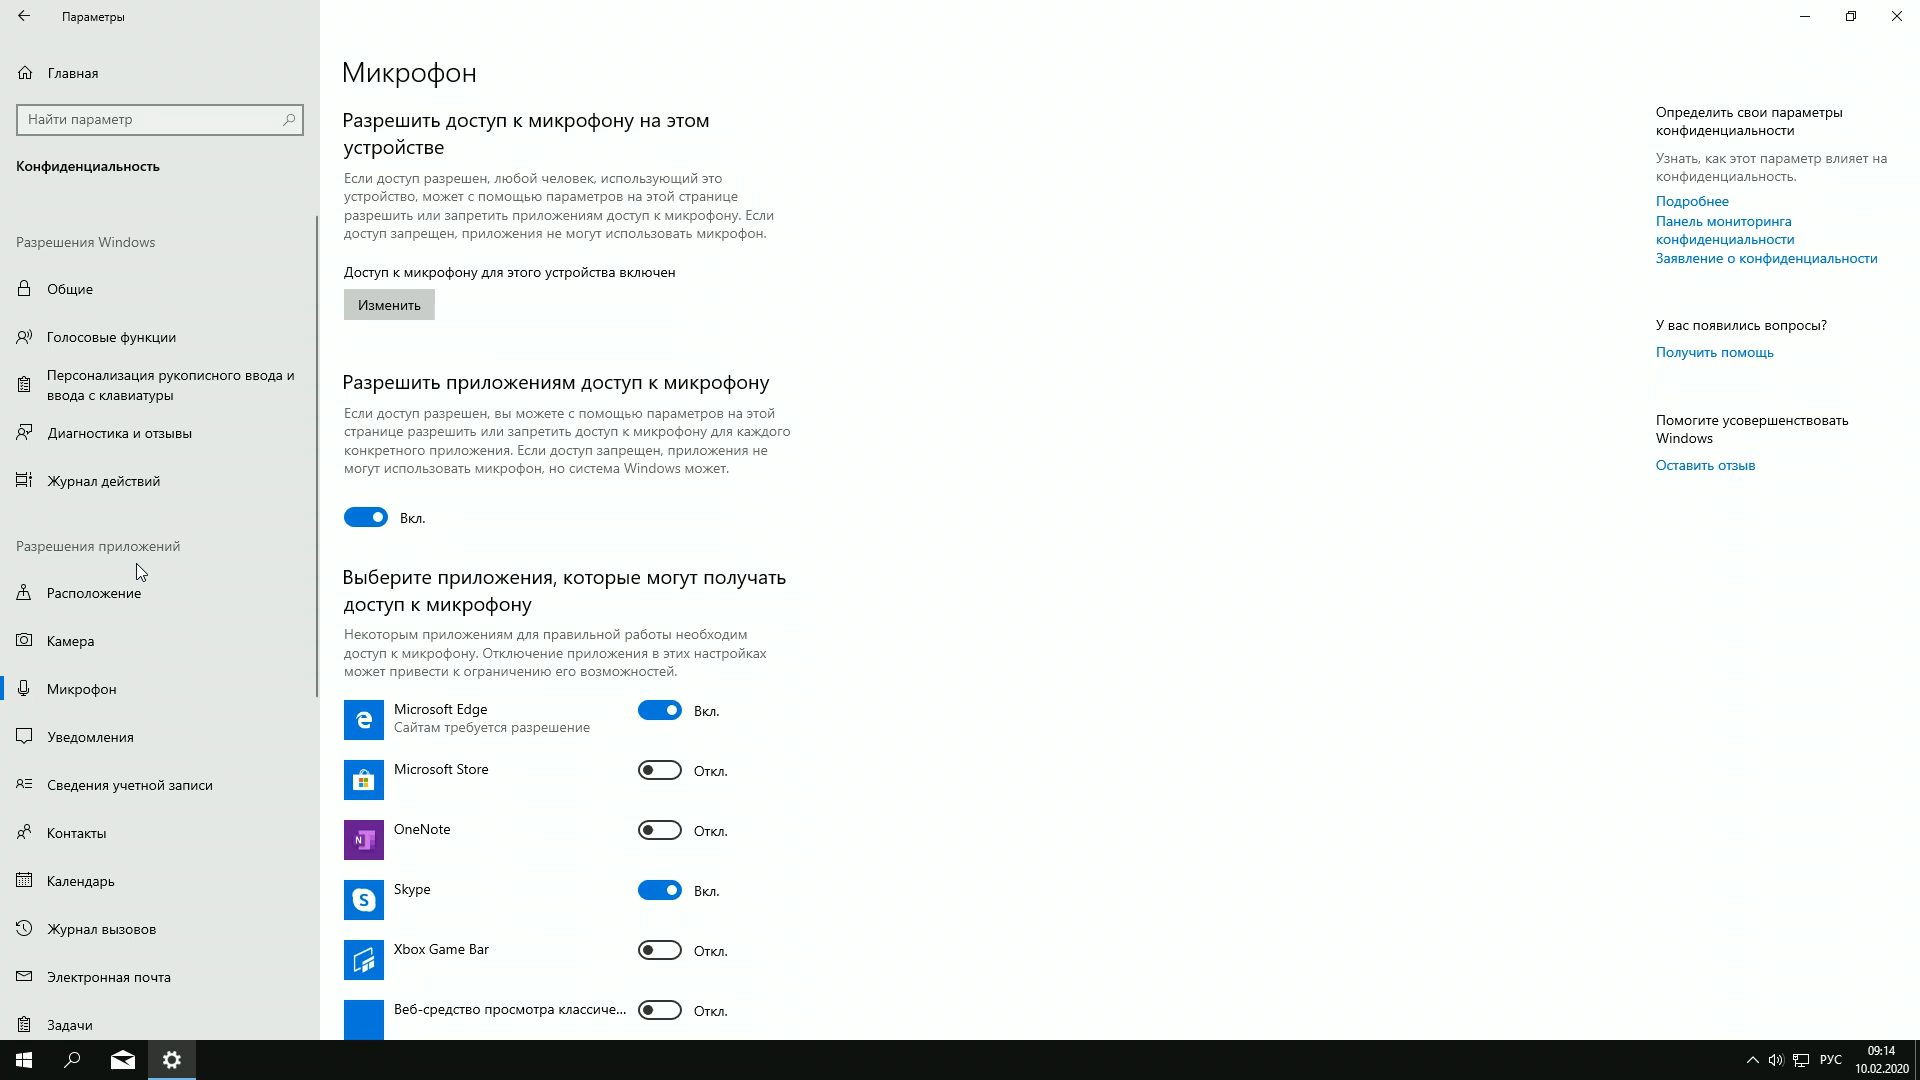 Параметры
Главная
Найти параметр
Конфиденциальность
Разрешения Windows
Общие
Голосовые функции
Персонализация рукописного ввода и
ввода с клавиатуры
Диагностика и отзывы
Журнал действий
Разрешения приложений
Расположение
Камера
Микрофон
Уведомления
Сведения учетной записи
Контакты
Календарь
Журнал вызовов
Электронная почта
Задачи
Микрофон
Разрешить доступ к микрофону на этом
устройстве
Если доступ разрешен, любой человек, использующий это
устройство, может с помощью параметров на этой странице
разрешить или запретить приложениям доступ к микрофону. Если
доступ запрещен, приложения не могут использовать микрофон.
Доступ к микрофону для этого устройства включен
Изменить
Разрешить приложениям доступ к микрофону
Если доступ разрешен, вы можете с помощью параметров на этой
странице разрешить или запретить доступ к микрофону для каждого
конкретного приложения. Если доступ запрещен, приложения не
могут использовать микрофон, но система Windows может.
Вкл.
Выберите приложения, которые могут получать
доступ к микрофону
Некоторым приложениям для правильной работы необходим
доступ к микрофону. Отключение приложения в этих настройках
может привести к ограничению его возможностей.
Microsoft Edge
Сайтам требуется разрешение
Вкл.
Microsoft Store
Откл.
OneNote
Откл.
Skype
Вкл.
Xbox Game Bar
Откл.
Веб-средство просмотра классиче...
Откл.
Определить свои параметры
конфиденциальности
Узнать, как этот параметр влияет на
конфиденциальность.
Подробнее
Панель мониторинга
конфиденциальности
Заявление о конфиденциальности
У вас появились вопросы?
Получить помощь
Помогите усовершенствовать
Windows
Оставить отзыв
РУС
09:14
10.02.2020